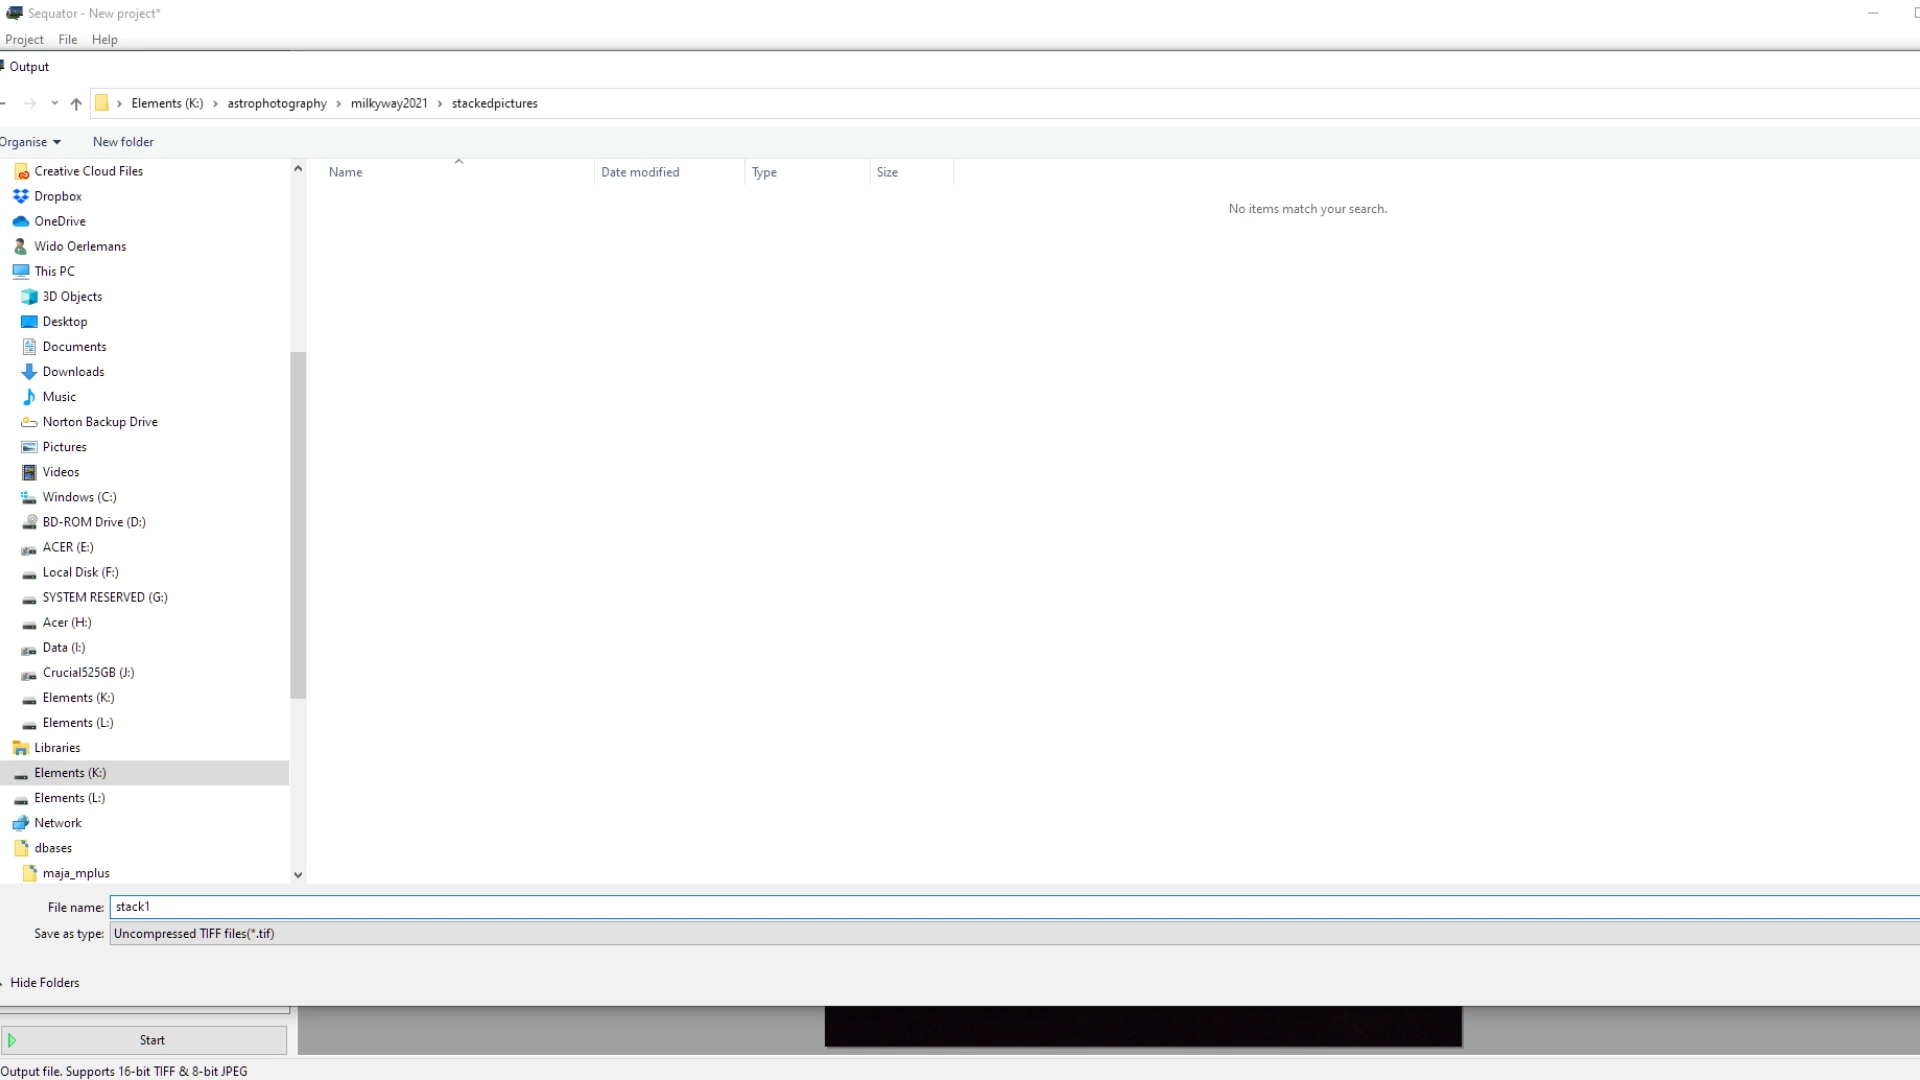 Sequator - New project*
Project File Help
Output
Elements (K:) astrophotography milkyway2021 stackedpictures
Organise New folder
Name Date modified Type Size
No items match your search.
Creative Cloud Files
Dropbox
OneDrive
Wido Oerlemans
This PC
3D Objects
Desktop
Documents
Downloads
Music
Norton Backup Drive
Pictures
Videos
Windows (C:)
BD-ROM Drive (D:)
ACER (E:)
Local Disk (F:)
SYSTEM RESERVED (G:)
Acer (H:)
Data (I:)
Crucial525GB (J:)
Elements (K:)
Elements (L:)
Libraries
Elements (K:)
Elements (L:)
Network
dbases
maja_mplus
File name: stack1
Save as type: Uncompressed TIFF files(*.tif)
Hide Folders
Start
Output file. Supports 16-bit TIFF & 8-bit JPEG